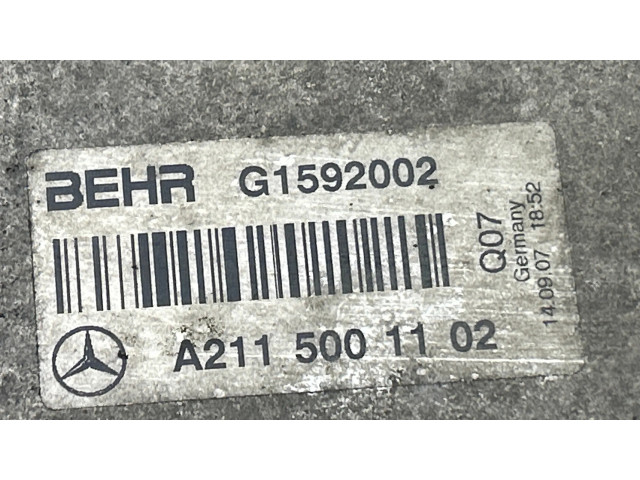 BEHR G1592002
A211 500 11 02
Q07
Germany
14.09.07 18:52